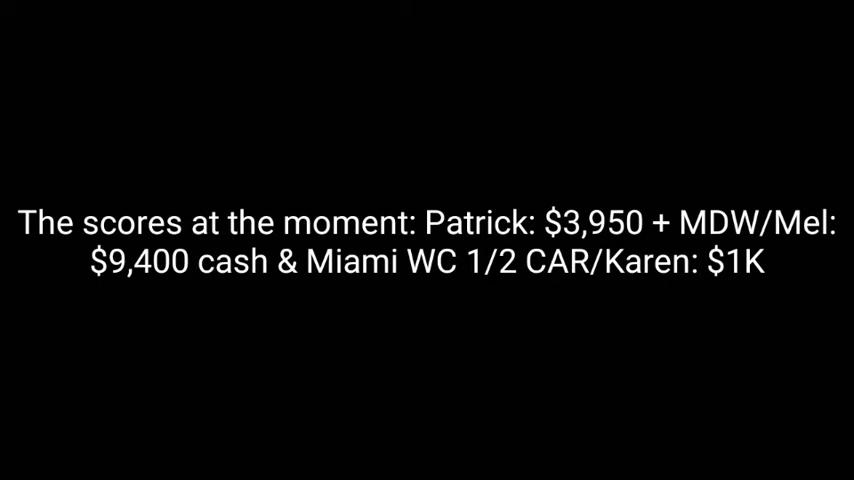 The scores at the moment: Patrick: $3,950 + MDW/Mel:
$9,400 cash & Miami WC 1/2 CAR/Karen: $1K